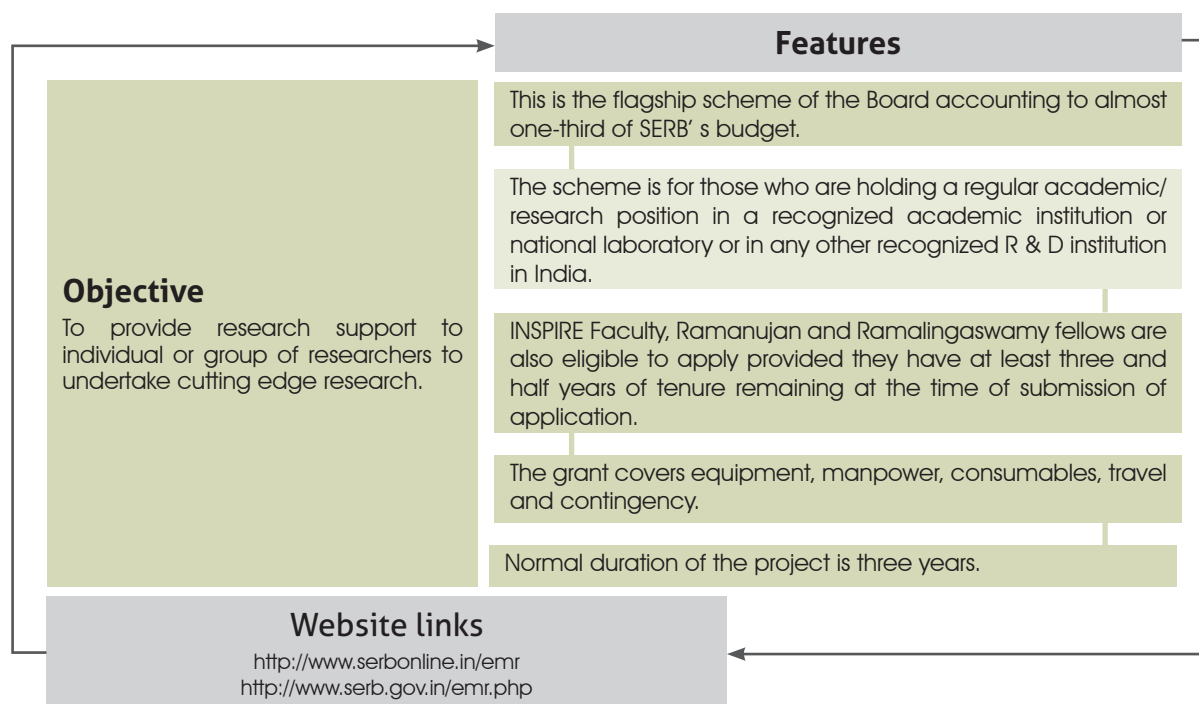 Features
Objective
To provide research support to
individual or group of researchers to
undertake cutting edge research.
This is the flagship scheme of the Board accounting to almost
one-third of SERB' s budget.
The scheme is for those who are holding a regular academic/
research position in a recognized academic institution or
national laboratory or in any other recognized R & D institution
in India.
INSPIRE Faculty, Ramanujan and Ramalingaswamy fellows are
also eligible to apply provided they have at least three and
half years of tenure remaining at the time of submission of
application.
The grant covers equipment, manpower, consumables, travel
and contingency.
Normal duration of the project is three years.
Website links
http://www.serbonline.in/emr
http://www.serb.gov.in/emr.php